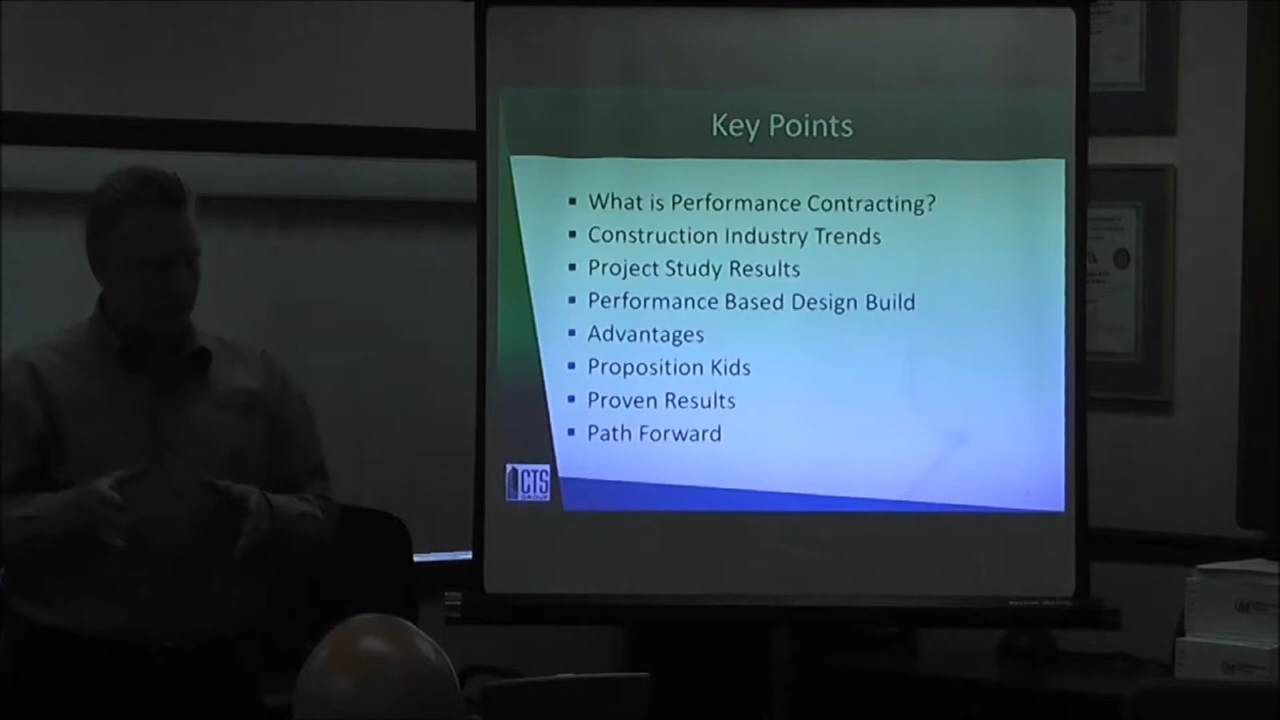 Key Points
What is Performance Contracting?
Construction Industry Trends
Project Study Results
Performance Based Design Build
Advantages
Proposition Kids
Proven Results
Path Forward
CTS
GROUP